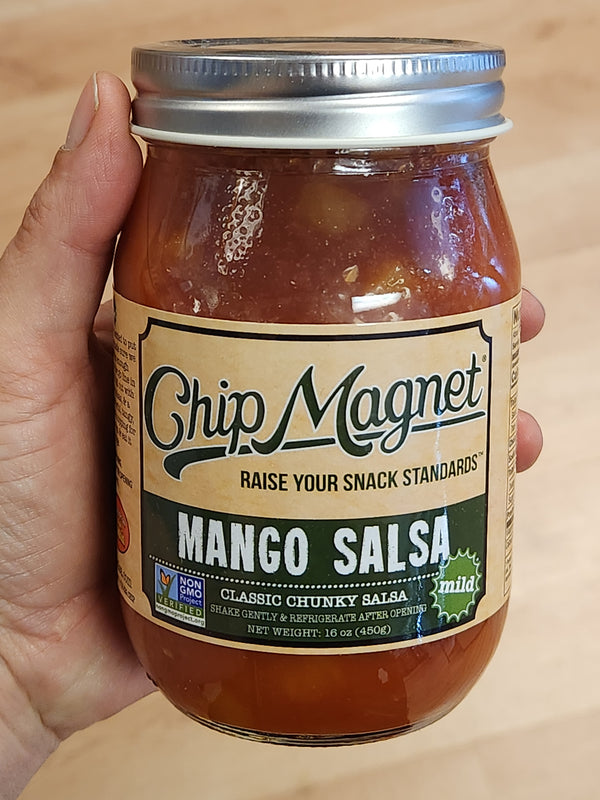 Chip Magnet®
RAISE YOUR SNACK STANDARDS™
MANGO SALSA
mild
NON
GMO
Project
VERIFIED
nongmoproject.org
CLASSIC CHUNKY SALSA
SHAKE GENTLY & REFRIGERATE AFTER OPENING
NET WEIGHT: 16 oz (450g)